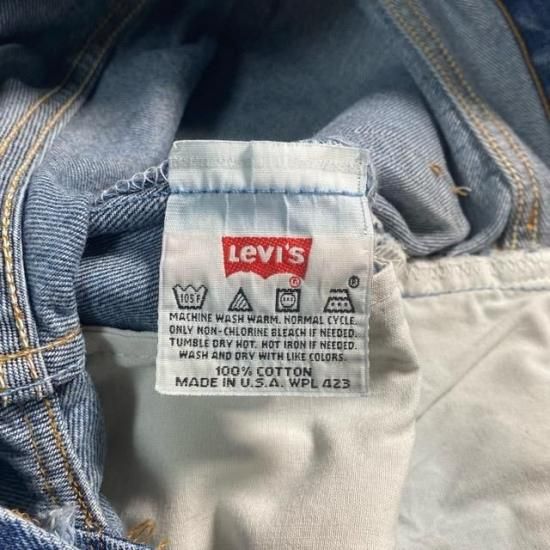 Levi's
®
105F ®
MACHINE WASH WARM. NORMAL CYCLE.
ONLY NON-CHLORINE BLEACH IF NEEDED.
TUMBLE DRY HOT. HOT IRON IF NEEDED.
WASH AND DRY WITH LIKE COLORS.
100% COTTON
MADE IN U.S.A. WPL 423